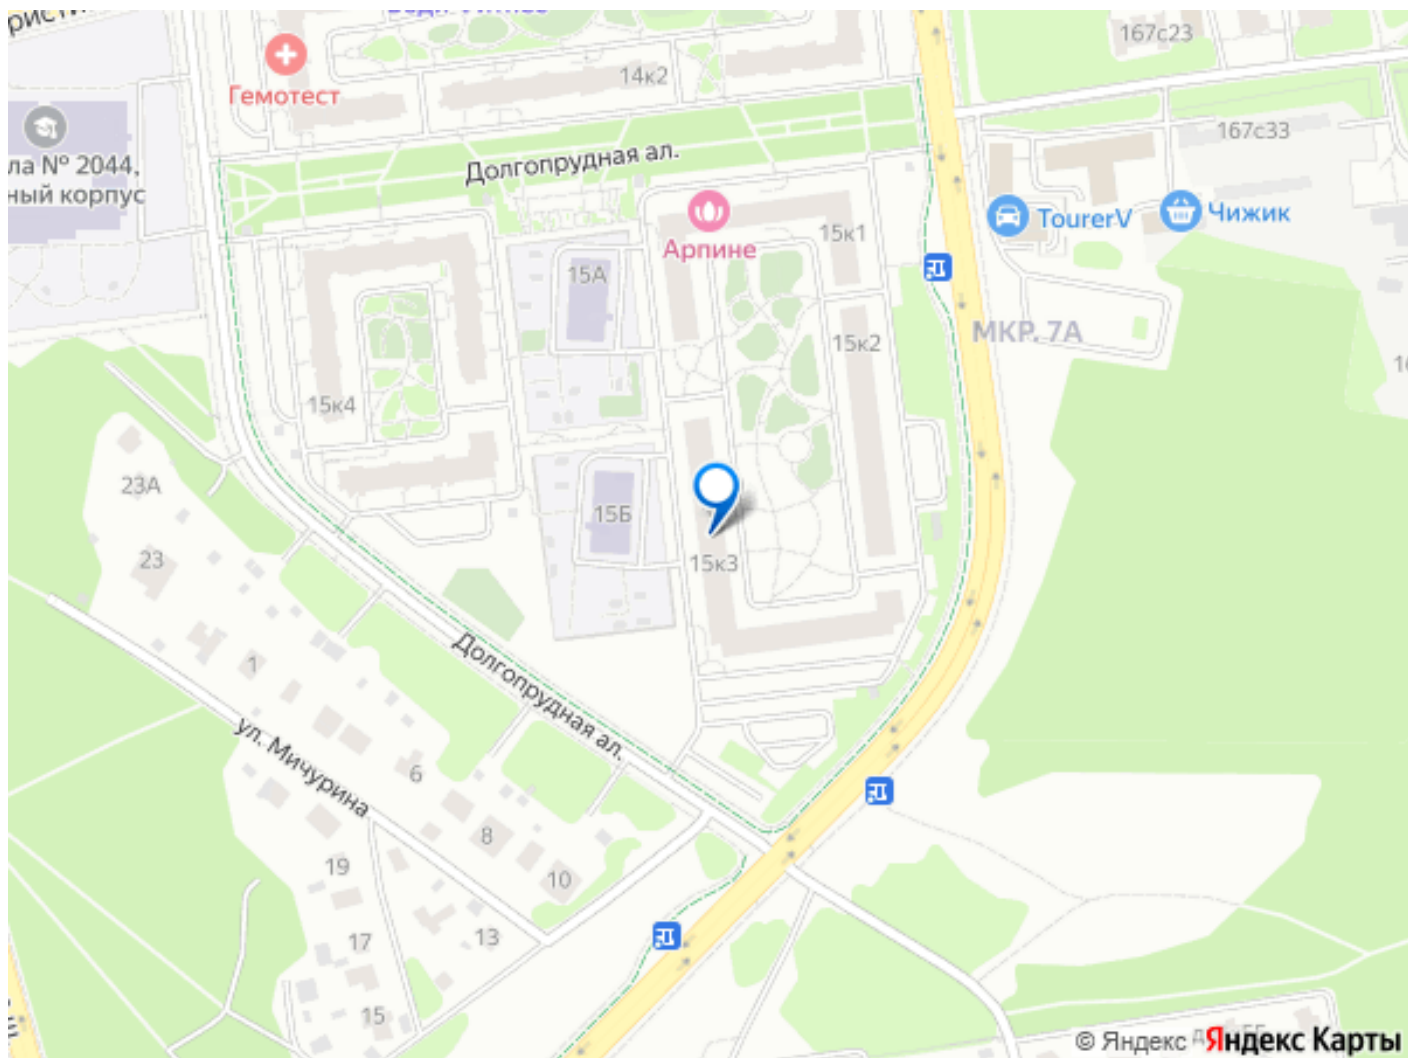 167с23
14к2
Гемотест
167с33
ла № 2044,
ный корпус
Долгопрудная ал.
Чижик
TourerV
15к1
Арпине
15А
МКР. 7А
15к2
15к4
23А
15Б
23
15к3
Долгопрудная ал.
1
ул. Мичурина
6
8
19
10
13
17
15
© Яндекс
Яндекс Карты